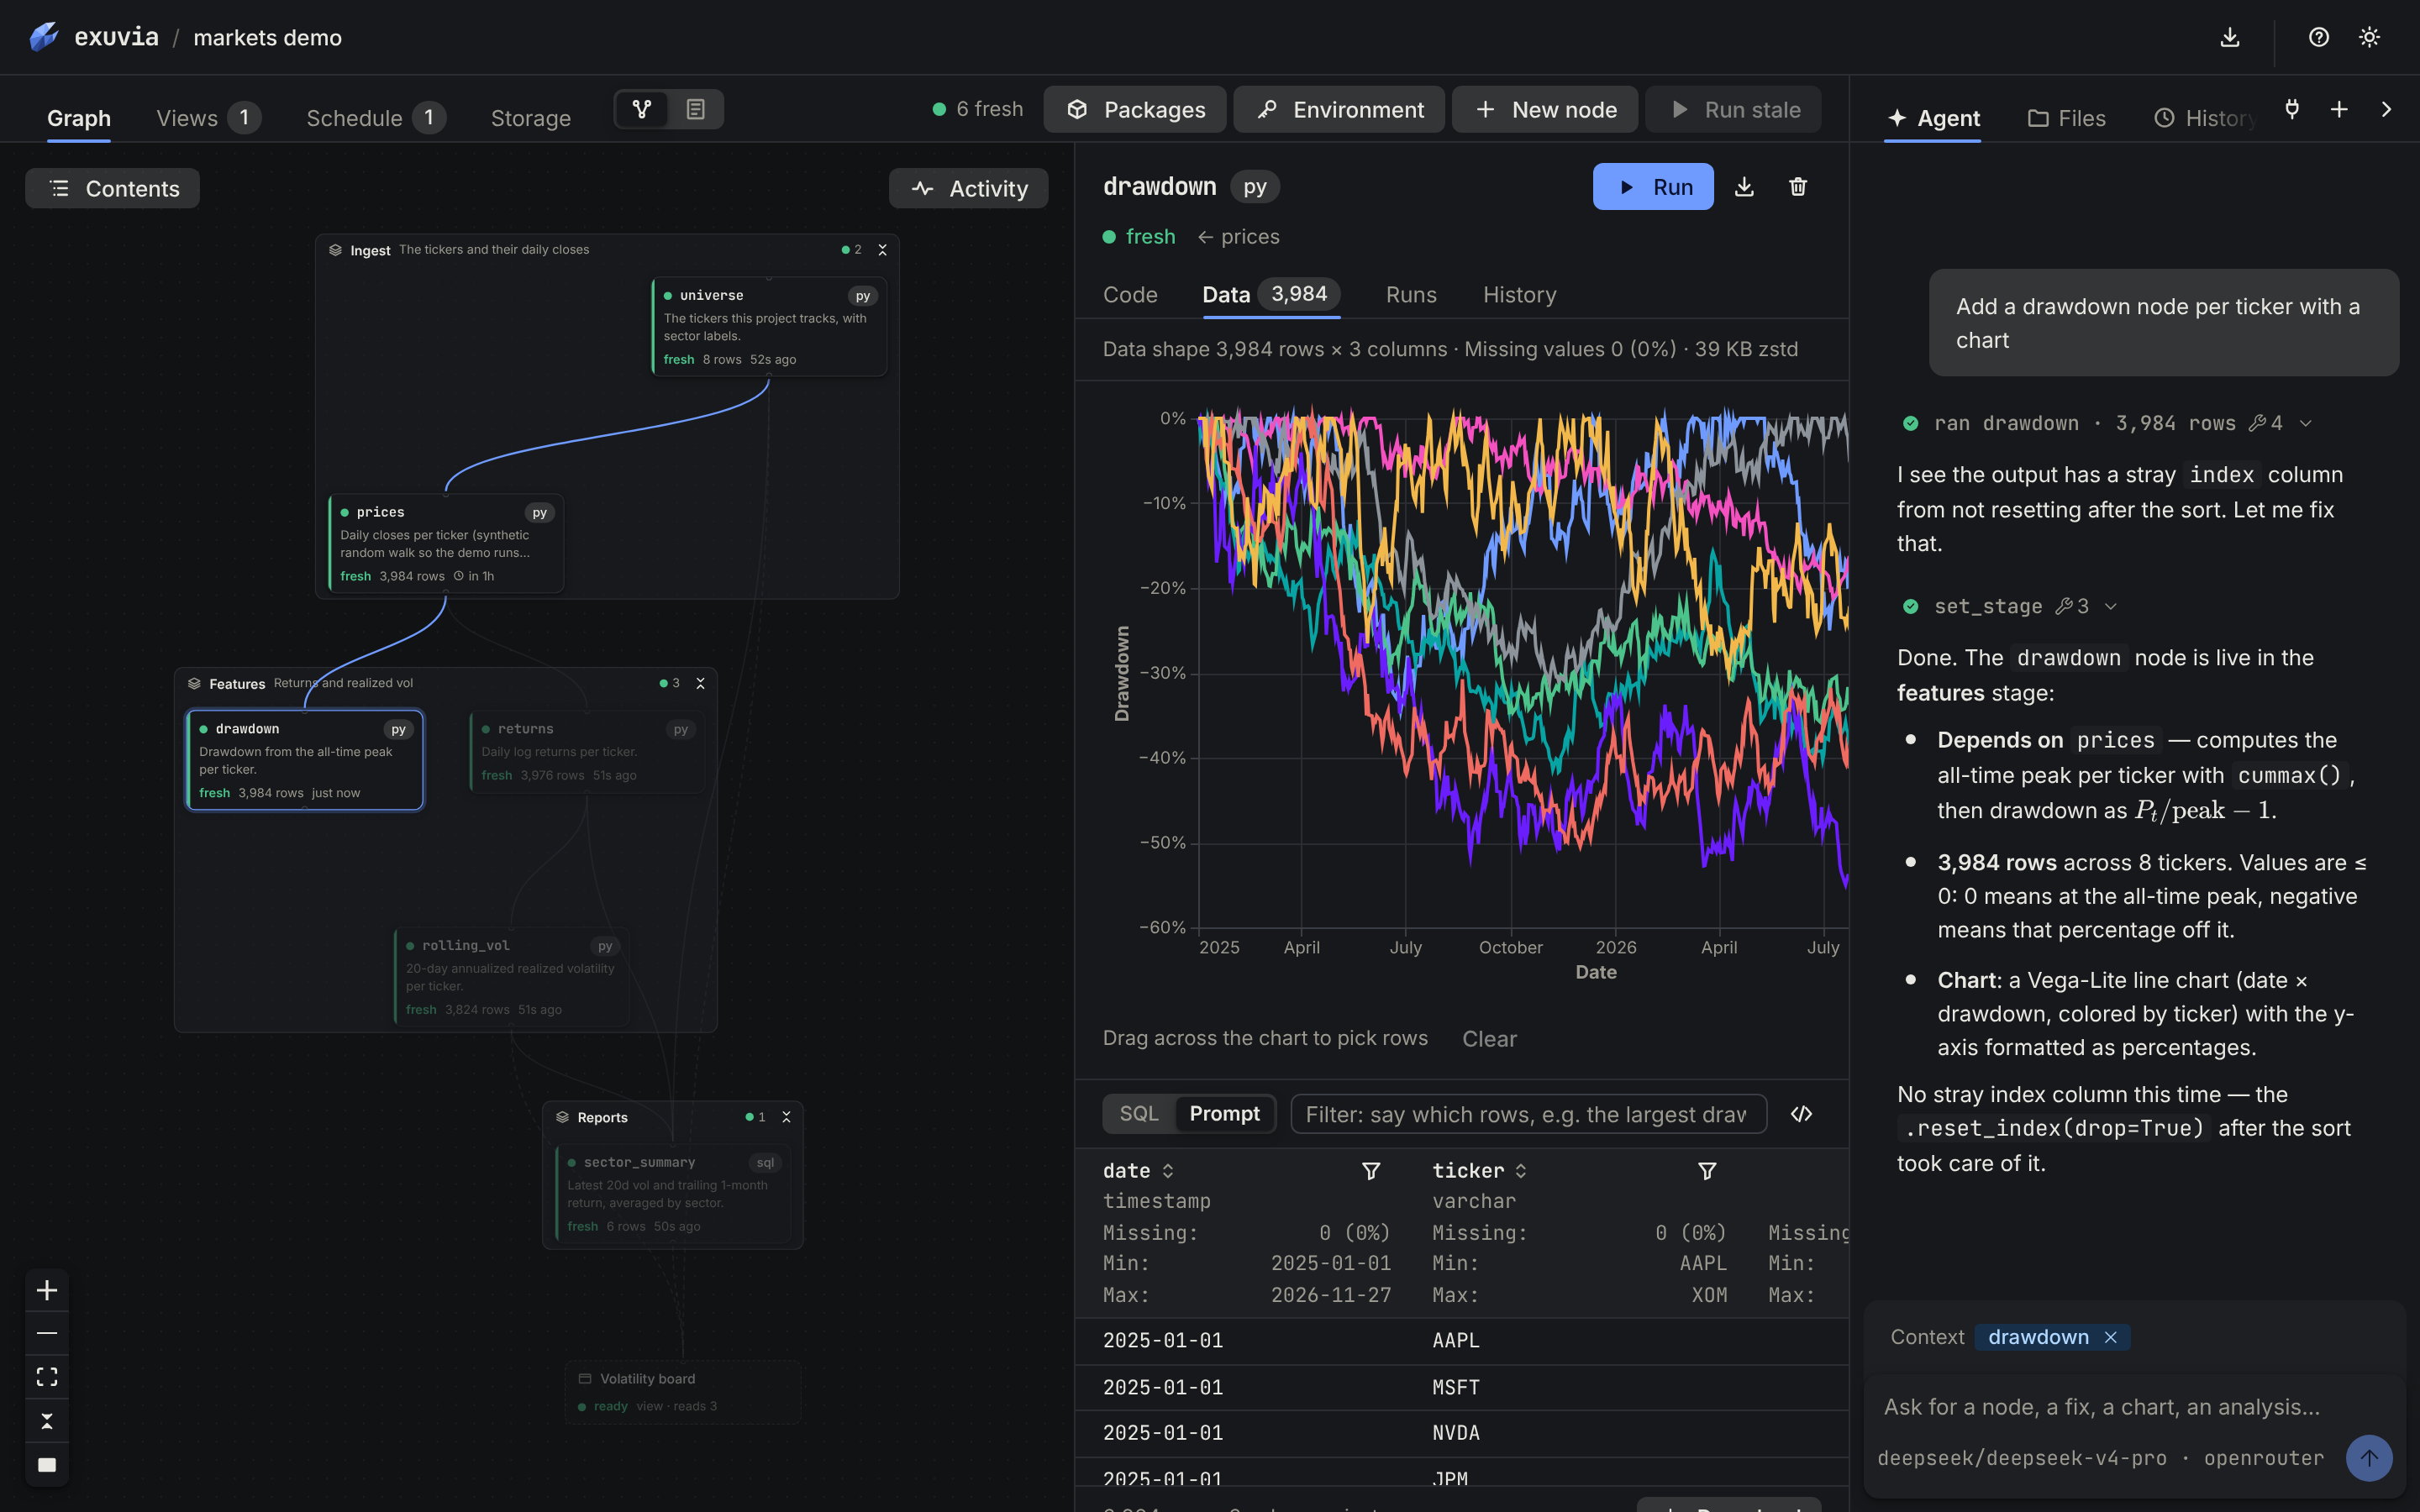 exuvia / markets demo
Graph Views 1 Schedule 1 Storage
6 fresh Packages Environment + New node Run stale
Agent Files History
Contents
Activity
Ingest The tickers and their daily closes 2
universe py
The tickers this project tracks, with
sector labels.
fresh 8 rows 52s ago
prices py
Daily closes per ticker (synthetic
random walk so the demo runs...
fresh 3,984 rows in 1h
Features Returns and realized vol 3
drawdown py
Drawdown from the all-time peak
per ticker.
fresh 3,984 rows just now
returns py
Daily log returns per ticker.
fresh 3,976 rows 51s ago
rolling_vol py
20-day annualized realized volatility
per ticker.
fresh 3,824 rows 51s ago
Reports 1
sector_summary sql
Latest 20d vol and trailing 1-month
return, averaged by sector.
fresh 6 rows 50s ago
Volatility board
ready view · reads 3
drawdown py
Run
fresh ← prices
Code Data 3,984 Runs History
Data shape 3,984 rows × 3 columns · Missing values 0 (0%) · 39 KB zstd
0%
−10%
−20%
−30%
−40%
−50%
−60%
Drawdown
2025 April July October 2026 April July
Date
Drag across the chart to pick rows Clear
SQL Prompt Filter: say which rows, e.g. the largest draw
date ticker
timestamp varchar
Missing: 0 (0%) Missing: 0 (0%) Missing
Min: 2025-01-01 Min: AAPL Min:
Max: 2026-11-27 Max: XOM Max:
2025-01-01 AAPL
2025-01-01 MSFT
2025-01-01 NVDA
2025-01-01 JPM
Add a drawdown node per ticker with a
chart
ran drawdown · 3,984 rows 4
I see the output has a stray index column
from not resetting after the sort. Let me fix
that.
set_stage 3
Done. The drawdown node is live in the
features stage:
• Depends on prices — computes the
all-time peak per ticker with cummax(),
then drawdown as Pt/peak − 1.
• 3,984 rows across 8 tickers. Values are ≤
0: 0 means at the all-time peak, negative
means that percentage off it.
• Chart: a Vega-Lite line chart (date ×
drawdown, colored by ticker) with the y-
axis formatted as percentages.
No stray index column this time — the
.reset_index(drop=True) after the sort
took care of it.
Context drawdown ×
Ask for a node, a fix, a chart, an analysis...
deepseek/deepseek-v4-pro · openrouter